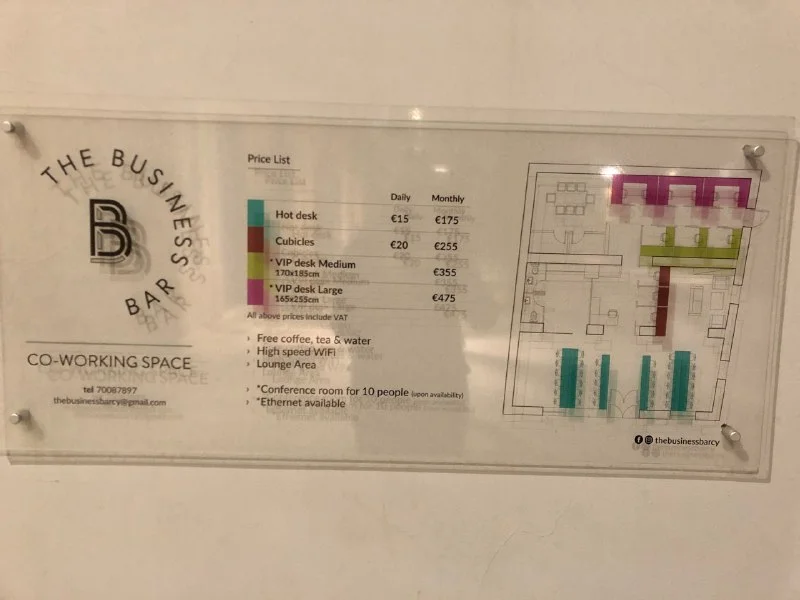 THE BUSINESS BAR
B
CO-WORKING SPACE
tel 70087897
thebusinessbarcy@gmail.com
Price List
Daily Monthly
Hot desk €15 €175
Cubicles €20 €255
* VIP desk Medium €355
170x185cm
* VIP desk Large €475
165x255cm
All above prices include VAT
› Free coffee, tea & water
› High speed WiFi
› Lounge Area
› *Conference room for 10 people (upon availability)
› *Ethernet available
thebusinessbarcy